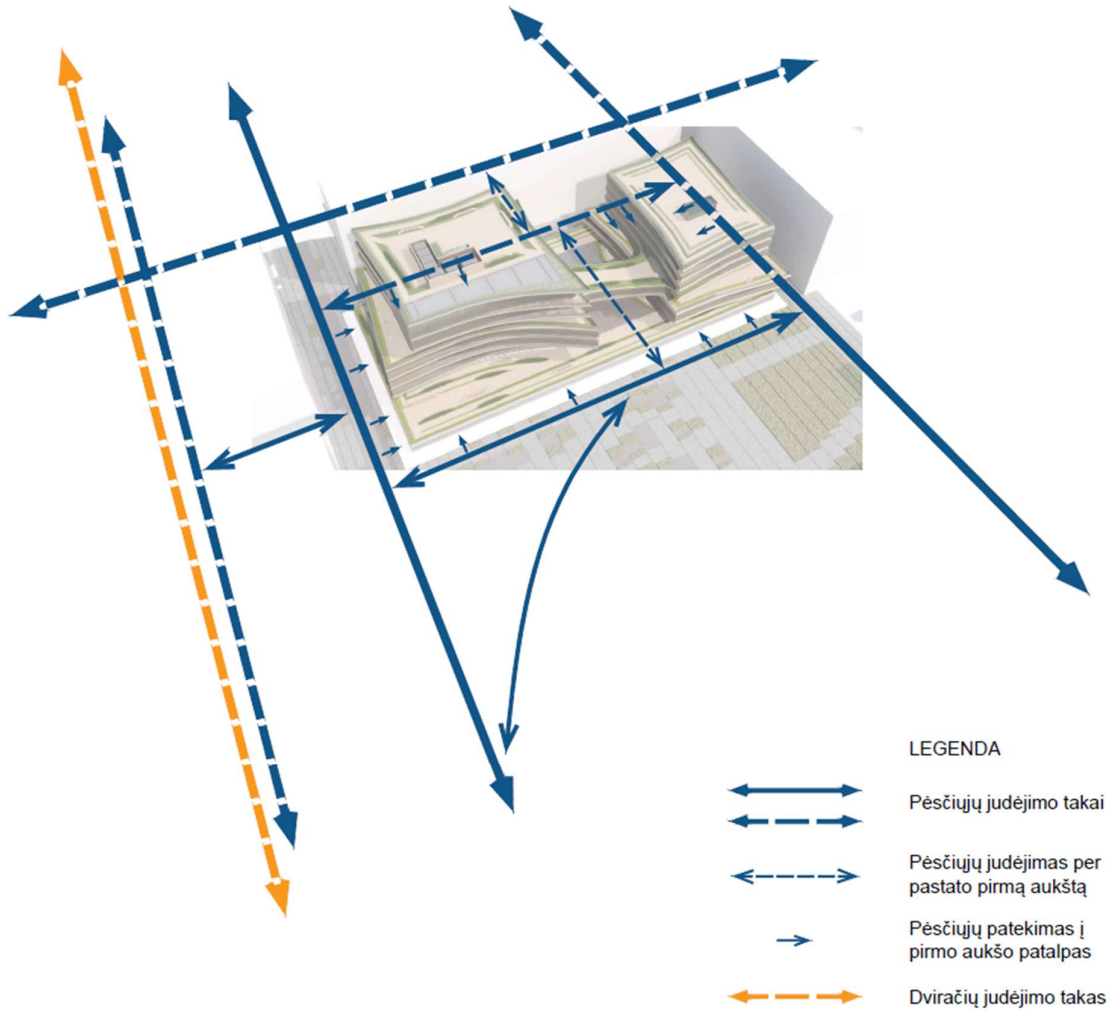 LEGENDA
Pėsčiųjų judėjimo takai
Pėsčiųjų judėjimas per
pastato pirmą aukštą
Pėsčiųjų patekimas į
pirmo aukšo patalpas
Dviračių judėjimo takas